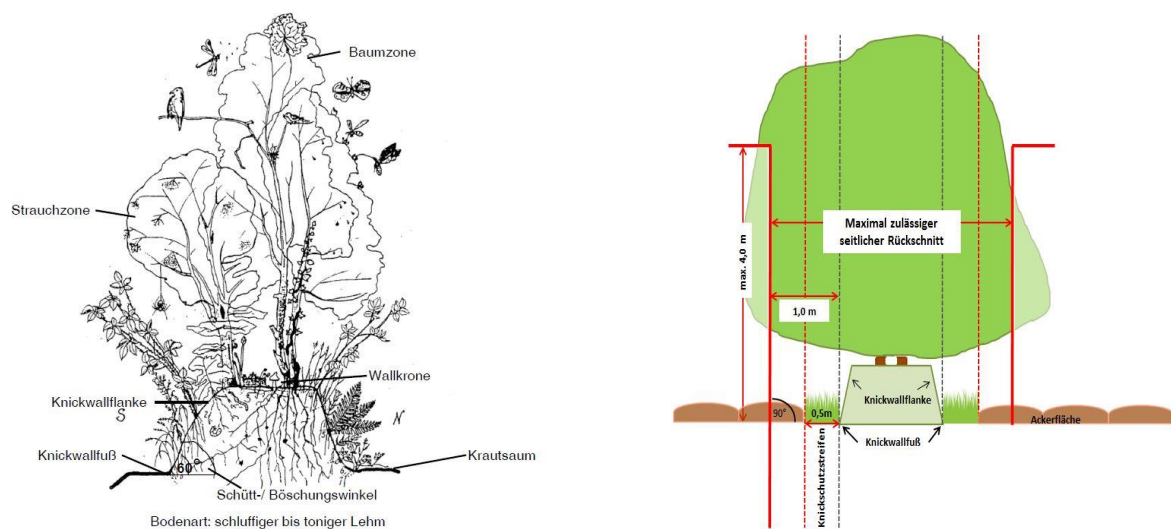 Baumzone
Strauchzone
Wallkrone
Knickwallflanke
S
N
Knickwallfuß
60°
Krautsaum
Schütt-/ Böschungswinkel
Bodenart: schluffiger bis toniger Lehm
Maximal zulässiger
seitlicher Rückschnitt
max. 4,0 m
1,0 m
Knickwallflanke
90°
0,5m
Ackerfläche
Knickwallfuß
Knickschutzstreifen